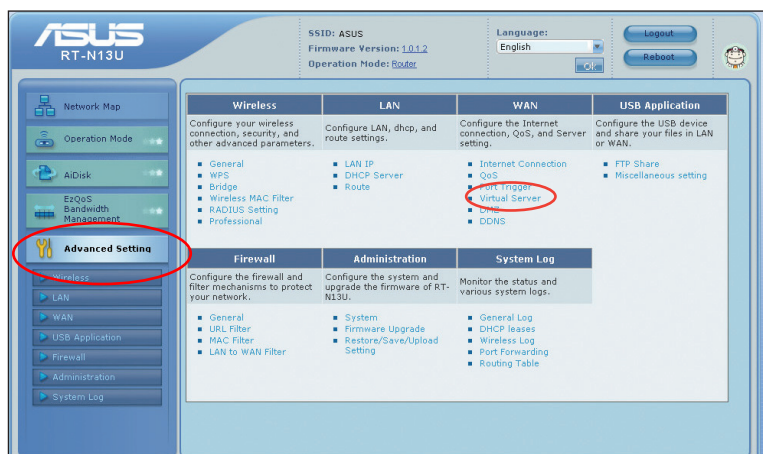 ASUS
RT-N13U
SSID: ASUS
Firmware Version: 1.0.1.2
Operation Mode: Router
Language:
English
Ok
Logout
Reboot
Network Map
Operation Mode
AiDisk
EzQoS
Bandwidth
Management
Advanced Setting
Wireless
LAN
WAN
USB Application
Firewall
Administration
System Log
Wireless
Configure your wireless
connection, security, and
other advanced parameters.
General
WPS
Bridge
Wireless MAC Filter
RADIUS Setting
Professional
LAN
Configure LAN, dhcp, and
route settings.
LAN IP
DHCP Server
Route
WAN
Configure the Internet
connection, QoS, and Server
setting.
Internet Connection
QoS
Port Trigger
Virtual Server
DMZ
DDNS
USB Application
Configure the USB device
and share your files in LAN
or WAN.
FTP Share
Miscellaneous setting
Firewall
Configure the firewall and
filter mechanisms to protect
your network.
General
URL Filter
MAC Filter
LAN to WAN Filter
Administration
Configure the system and
upgrade the firmware of RT-
N13U.
System
Firmware Upgrade
Restore/Save/Upload
Setting
System Log
Monitor the status and
various system logs.
General Log
DHCP leases
Wireless Log
Port Forwarding
Routing Table